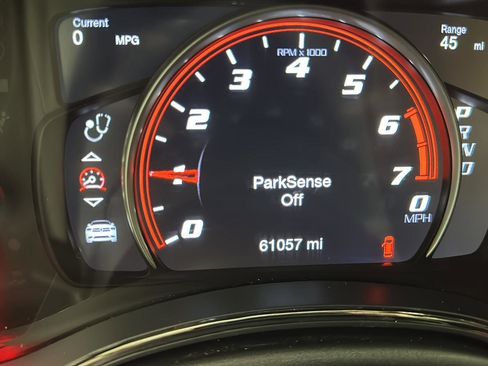 Current
0 MPG
Range
45 mi
RPM x 1000
0
1
2
3
4
5
6
7
0
MPH
ParkSense
Off
61057 mi
P
R
N
D